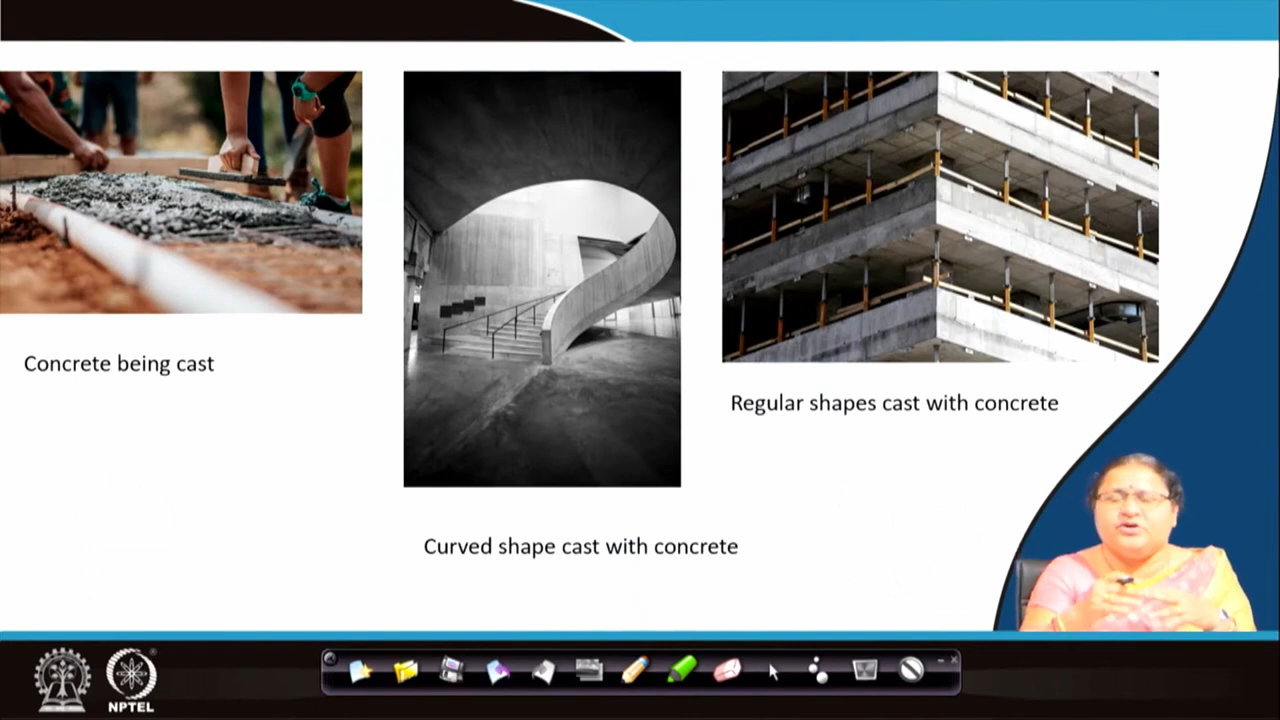 Concrete being cast
Regular shapes cast with concrete
Curved shape cast with concrete
NPTEL